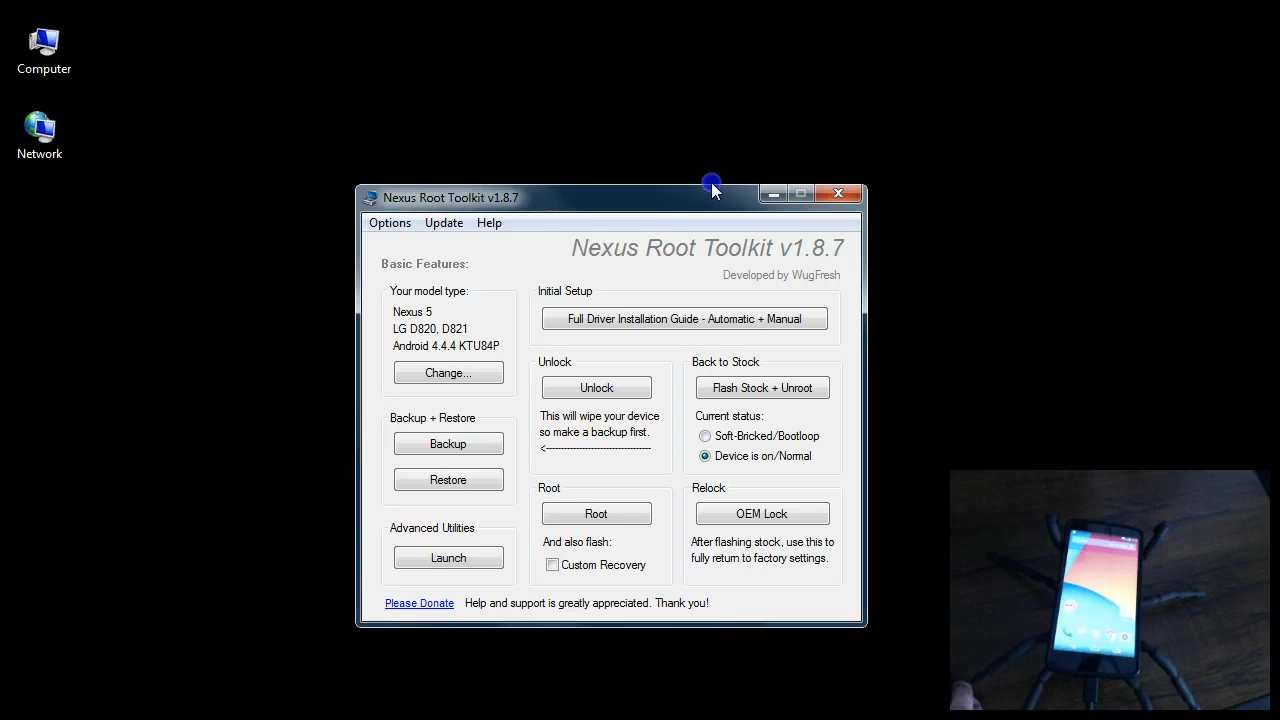 Computer
Network
Nexus Root Toolkit v1.8.7
Options Update Help
Nexus Root Toolkit v1.8.7
Developed by WugFresh
Basic Features:
Your model type:
Nexus 5
LG D820, D821
Android 4.4.4 KTU84P
Change...
Backup + Restore
Backup
Restore
Advanced Utilities
Launch
Initial Setup
Full Driver Installation Guide - Automatic + Manual
Unlock
Unlock
This will wipe your device
so make a backup first.
<-----------------------------------
Back to Stock
Flash Stock + Unroot
Current status:
Soft-Bricked/Bootloop
Device is on/Normal
Root
Root
And also flash:
Custom Recovery
Relock
OEM Lock
After flashing stock, use this to
fully return to factory settings.
Please Donate Help and support is greatly appreciated. Thank you!